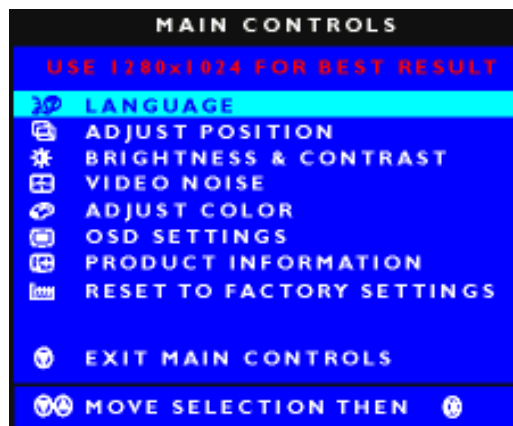 MAIN CONTROLS
USE 1280x1024 FOR BEST RESULT
LANGUAGE
ADJUST POSITION
BRIGHTNESS & CONTRAST
VIDEO NOISE
ADJUST COLOR
OSD SETTINGS
PRODUCT INFORMATION
RESET TO FACTORY SETTINGS
EXIT MAIN CONTROLS
MOVE SELECTION THEN